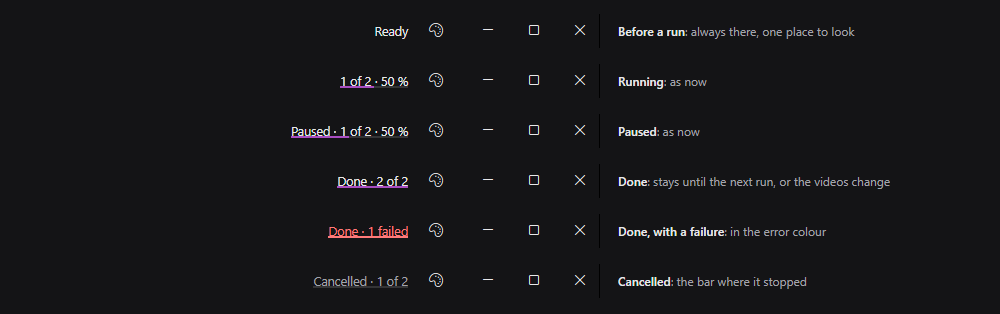 Ready Before a run: always there, one place to look
1 of 2 · 50 % Running: as now
Paused · 1 of 2 · 50 % Paused: as now
Done · 2 of 2 Done: stays until the next run, or the videos change
Done · 1 failed Done, with a failure: in the error colour
Cancelled · 1 of 2 Cancelled: the bar where it stopped